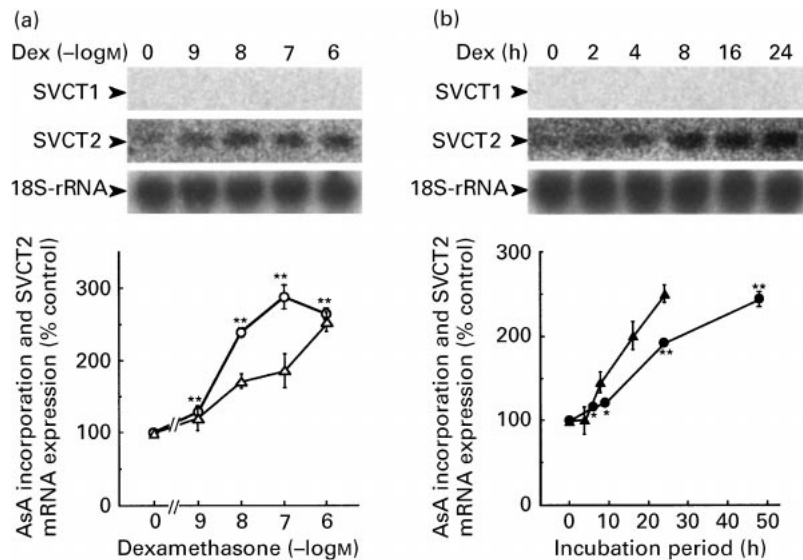 (a)
Dex (–logM) 0 9 8 7 6
SVCT1
SVCT2
18S-rRNA
AsA incorporation and SVCT2
mRNA expression (% control)
300
200
100
0
** ** ** **
0 9 8 7 6
Dexamethasone (–logM)
(b)
Dex (h) 0 2 4 8 16 24
SVCT1
SVCT2
18S-rRNA
AsA incorporation and SVCT2
mRNA expression (% control)
300
200
100
0
* * ** **
0 10 20 30 40 50
Incubation period (h)